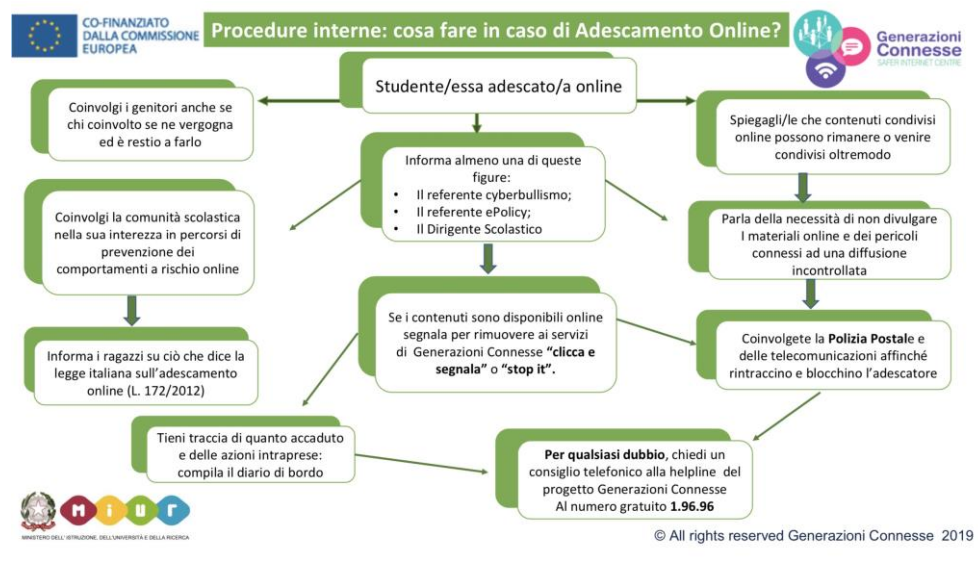 CO-FINANZIATO
DALLA COMMISSIONE
EUROPEA
Procedure interne: cosa fare in caso di Adescamento Online?
Generazioni
Connesse
SAFER INTERNET CENTRE
Studente/essa adescato/a online
Coinvolgi i genitori anche se
chi coinvolto se ne vergogna
ed è restio a farlo
Spiegagli/le che contenuti condivisi
online possono rimanere o venire
condivisi oltremodo
Informa almeno una di queste
figure:
• Il referente cyberbullismo;
• Il referente ePolicy;
• Il Dirigente Scolastico
Coinvolgi la comunità scolastica
nella sua interezza in percorsi di
prevenzione dei
comportamenti a rischio online
Parla della necessità di non divulgare
I materiali online e dei pericoli
connessi ad una diffusione
incontrollata
Se i contenuti sono disponibili online
segnala per rimuovere ai servizi
di Generazioni Connesse “clicca e
segnala” o “stop it”.
Informa i ragazzi su ciò che dice la
legge italiana sull’adescamento
online (L. 172/2012)
Coinvolgete la Polizia Postale e
delle telecomunicazioni affinché
rintraccino e blocchino l’adescatore
Tieni traccia di quanto accaduto
e delle azioni intraprese:
compila il diario di bordo
Per qualsiasi dubbio, chiedi un
consiglio telefonico alla helpline del
progetto Generazioni Connesse
Al numero gratuito 1.96.96
miur
MINISTERO DELL’ISTRUZIONE, DELL’UNIVERSITÀ E DELLA RICERCA
© All rights reserved Generazioni Connesse 2019